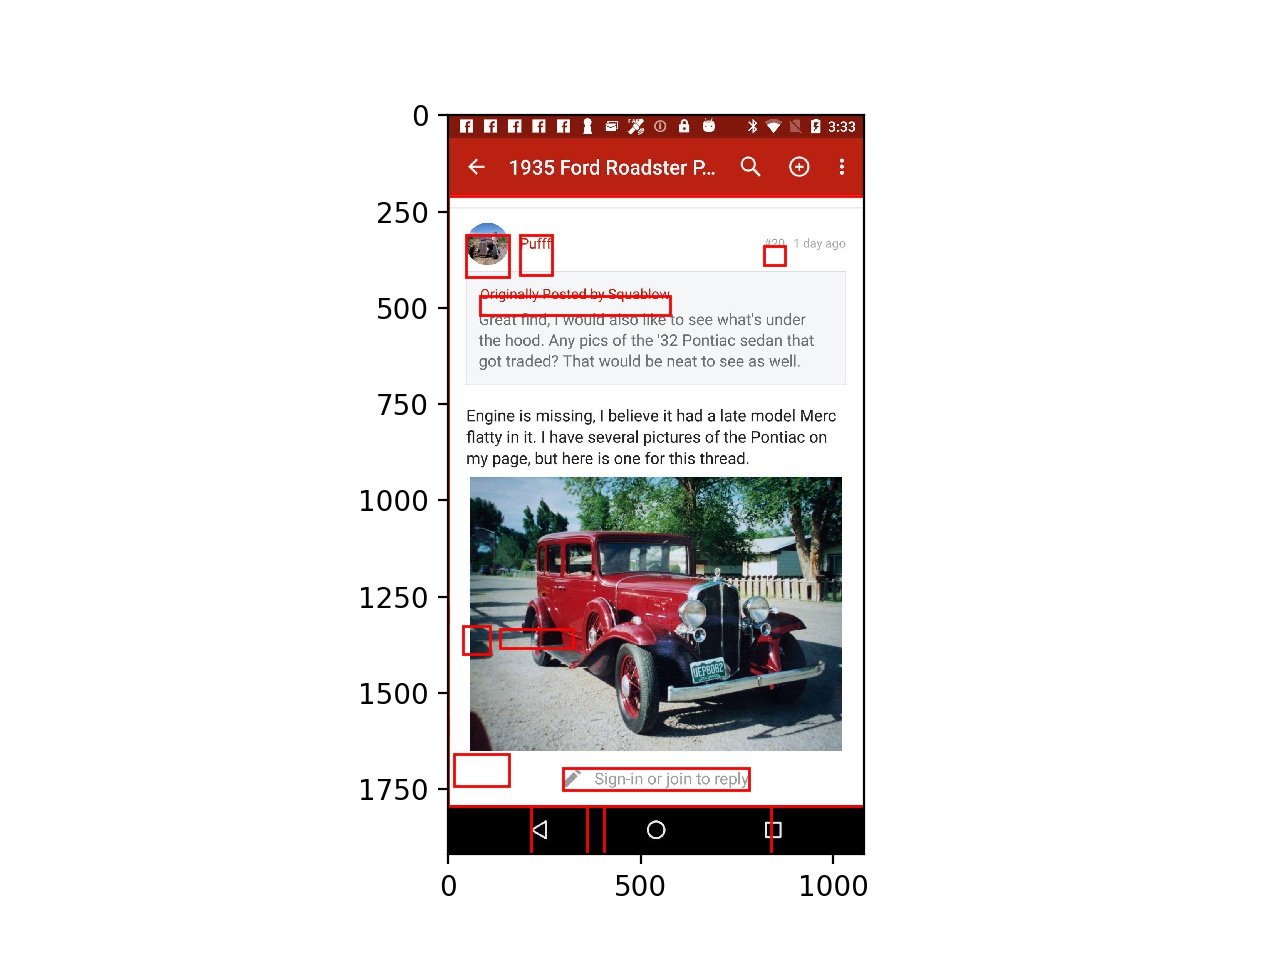 3:33
1935 Ford Roadster P...
Pufff
#20 1 day ago
Originally Posted by Squablow
Great find, I would also like to see what's under
the hood. Any pics of the '32 Pontiac sedan that
got traded? That would be neat to see as well.
Engine is missing, I believe it had a late model Merc
flatty in it. I have several pictures of the Pontiac on
my page, but here is one for this thread.
Sign-in or join to reply
0
250
500
750
1000
1250
1500
1750
0
500
1000